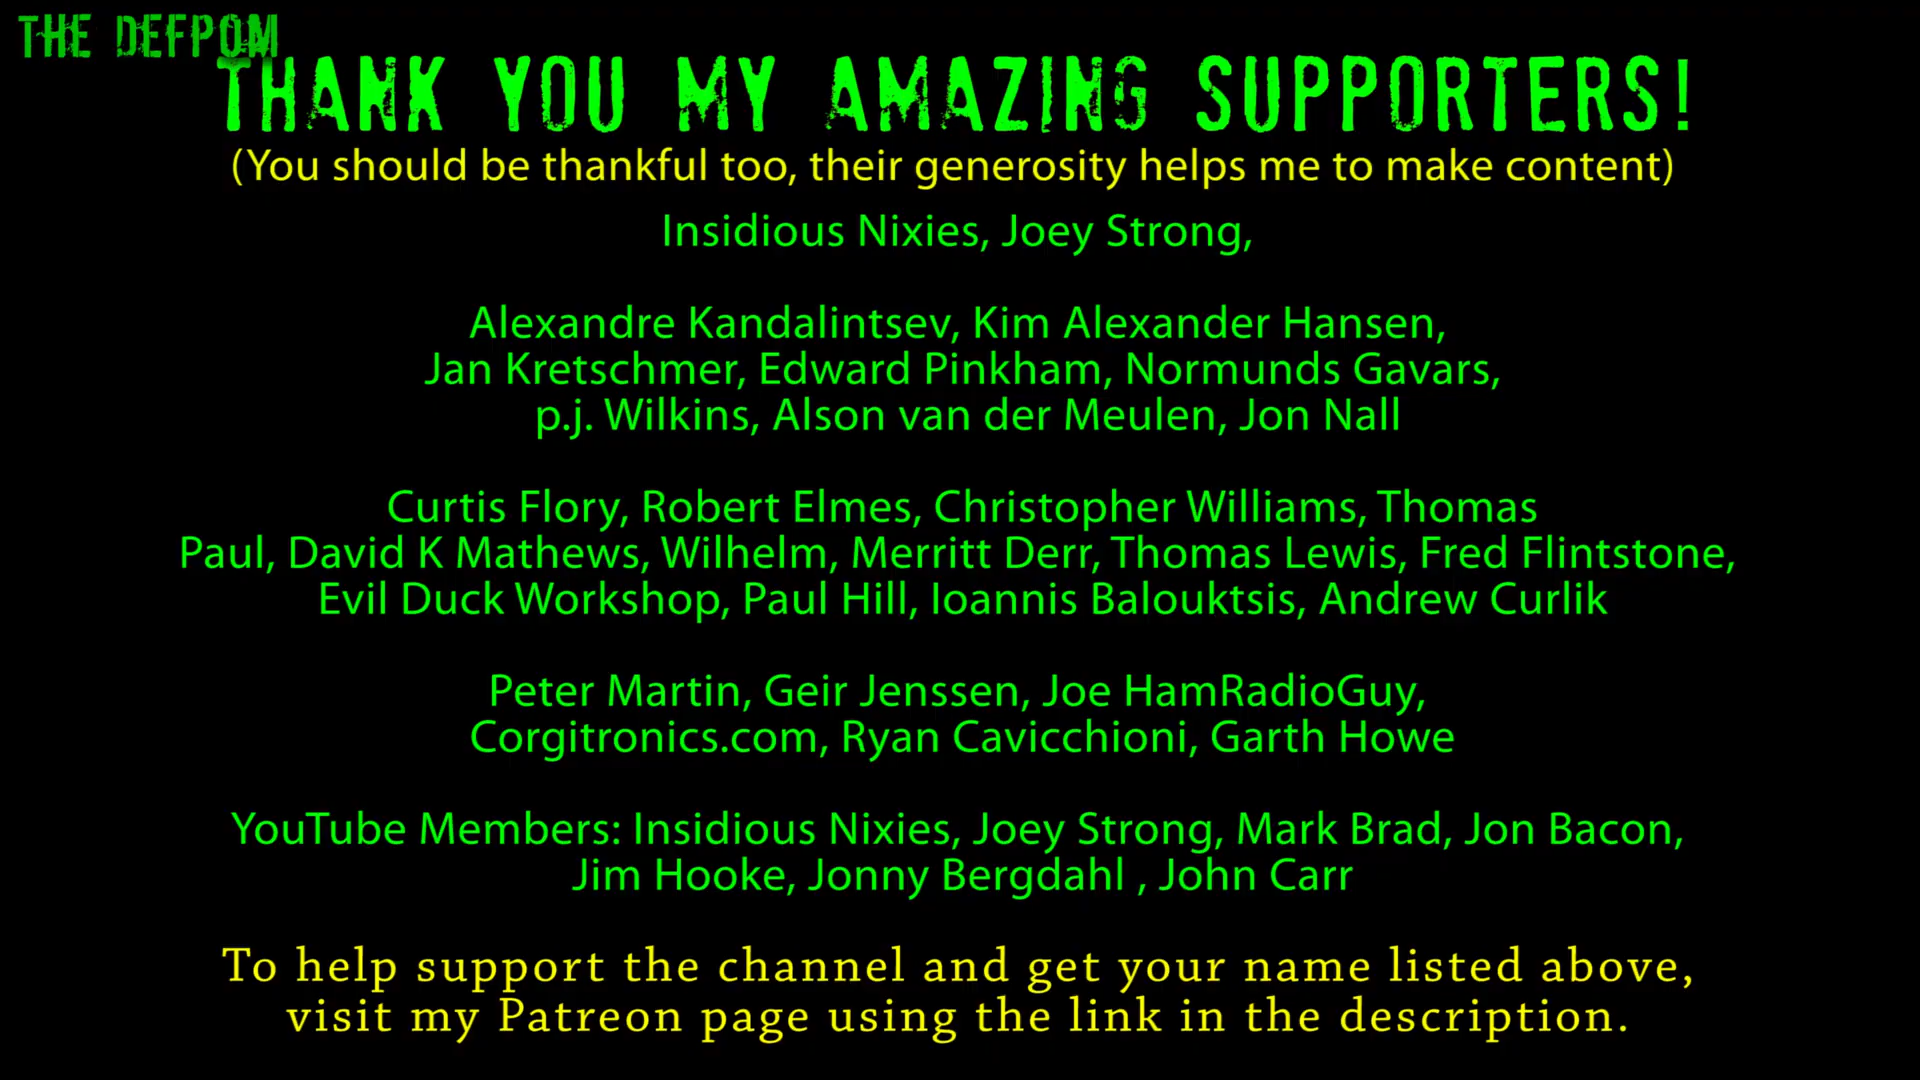 THE DEFPOM
THANK YOU MY AMAZING SUPPORTERS!
(You should be thankful too, their generosity helps me to make content)
Insidious Nixies, Joey Strong,
Alexandre Kandalintsev, Kim Alexander Hansen,
Jan Kretschmer, Edward Pinkham, Normunds Gavars,
p.j. Wilkins, Alson van der Meulen, Jon Nall
Curtis Flory, Robert Elmes, Christopher Williams, Thomas
Paul, David K Mathews, Wilhelm, Merritt Derr, Thomas Lewis, Fred Flintstone,
Evil Duck Workshop, Paul Hill, Ioannis Balouktsis, Andrew Curlik
Peter Martin, Geir Jenssen, Joe HamRadioGuy,
Corgitronics.com, Ryan Cavicchioni, Garth Howe
YouTube Members: Insidious Nixies, Joey Strong, Mark Brad, Jon Bacon,
Jim Hooke, Jonny Bergdahl , John Carr
To help support the channel and get your name listed above,
visit my Patreon page using the link in the description.